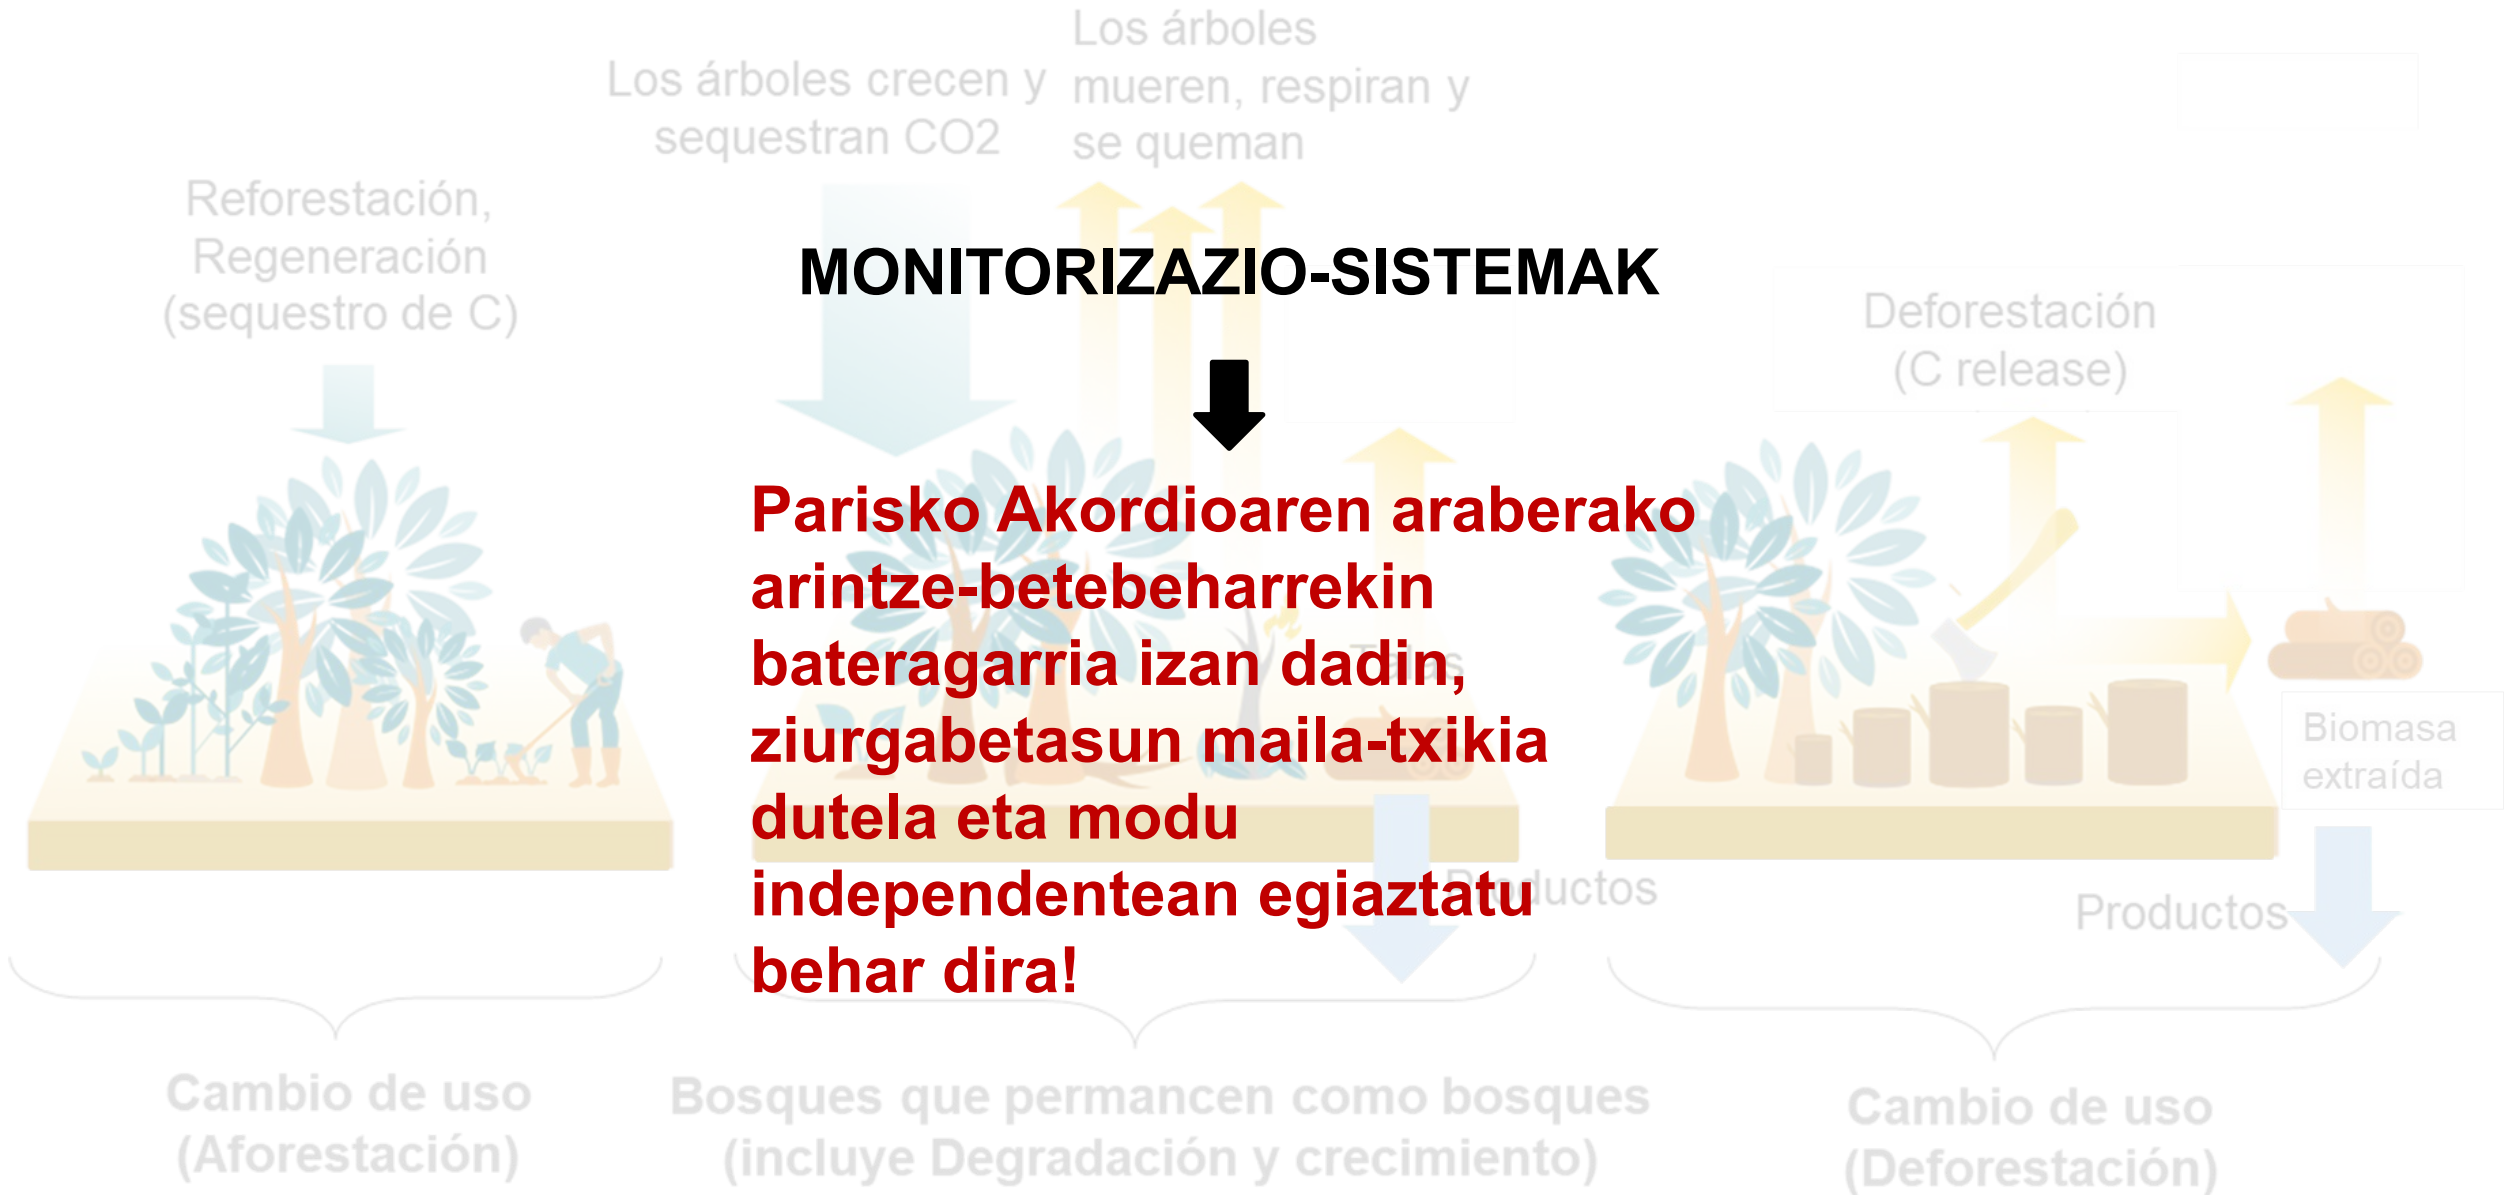 Los árboles
mueren, respiran y
se queman
Los árboles crecen y
sequestran CO2
Reforestación,
Regeneración
(sequestro de C)
MONITORIZAZIO-SISTEMAK
Deforestación
(C release)
Parisko Akordioaren araberako
arintze-betebeharrekin
bateragarria izan dadin,
ziurgabetasun maila-txikia
dutela eta modu
independentean egiaztatu
behar dira!
Talas
Biomasa
extraída
Productos
Productos
Cambio de uso
(Aforestación)
Bosques que permancen como bosques
(incluye Degradación y crecimiento)
Cambio de uso
(Deforestación)